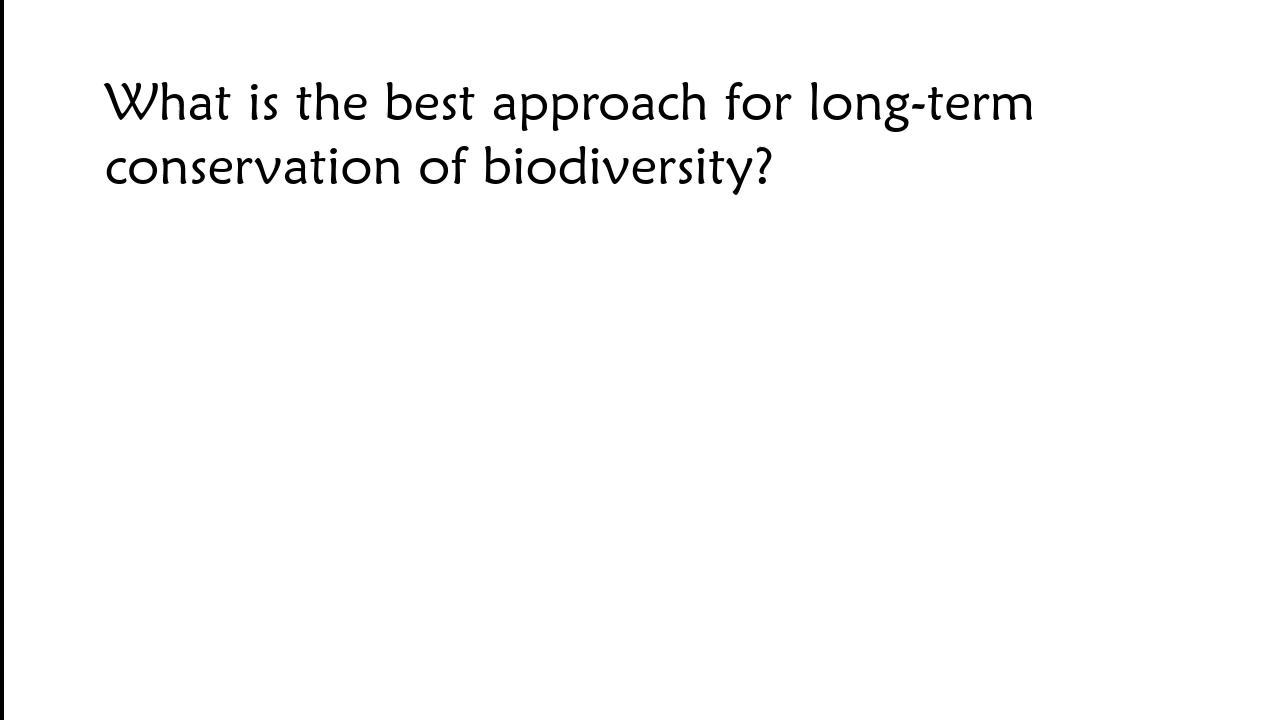 What is the best approach for long-term
conservation of biodiversity?